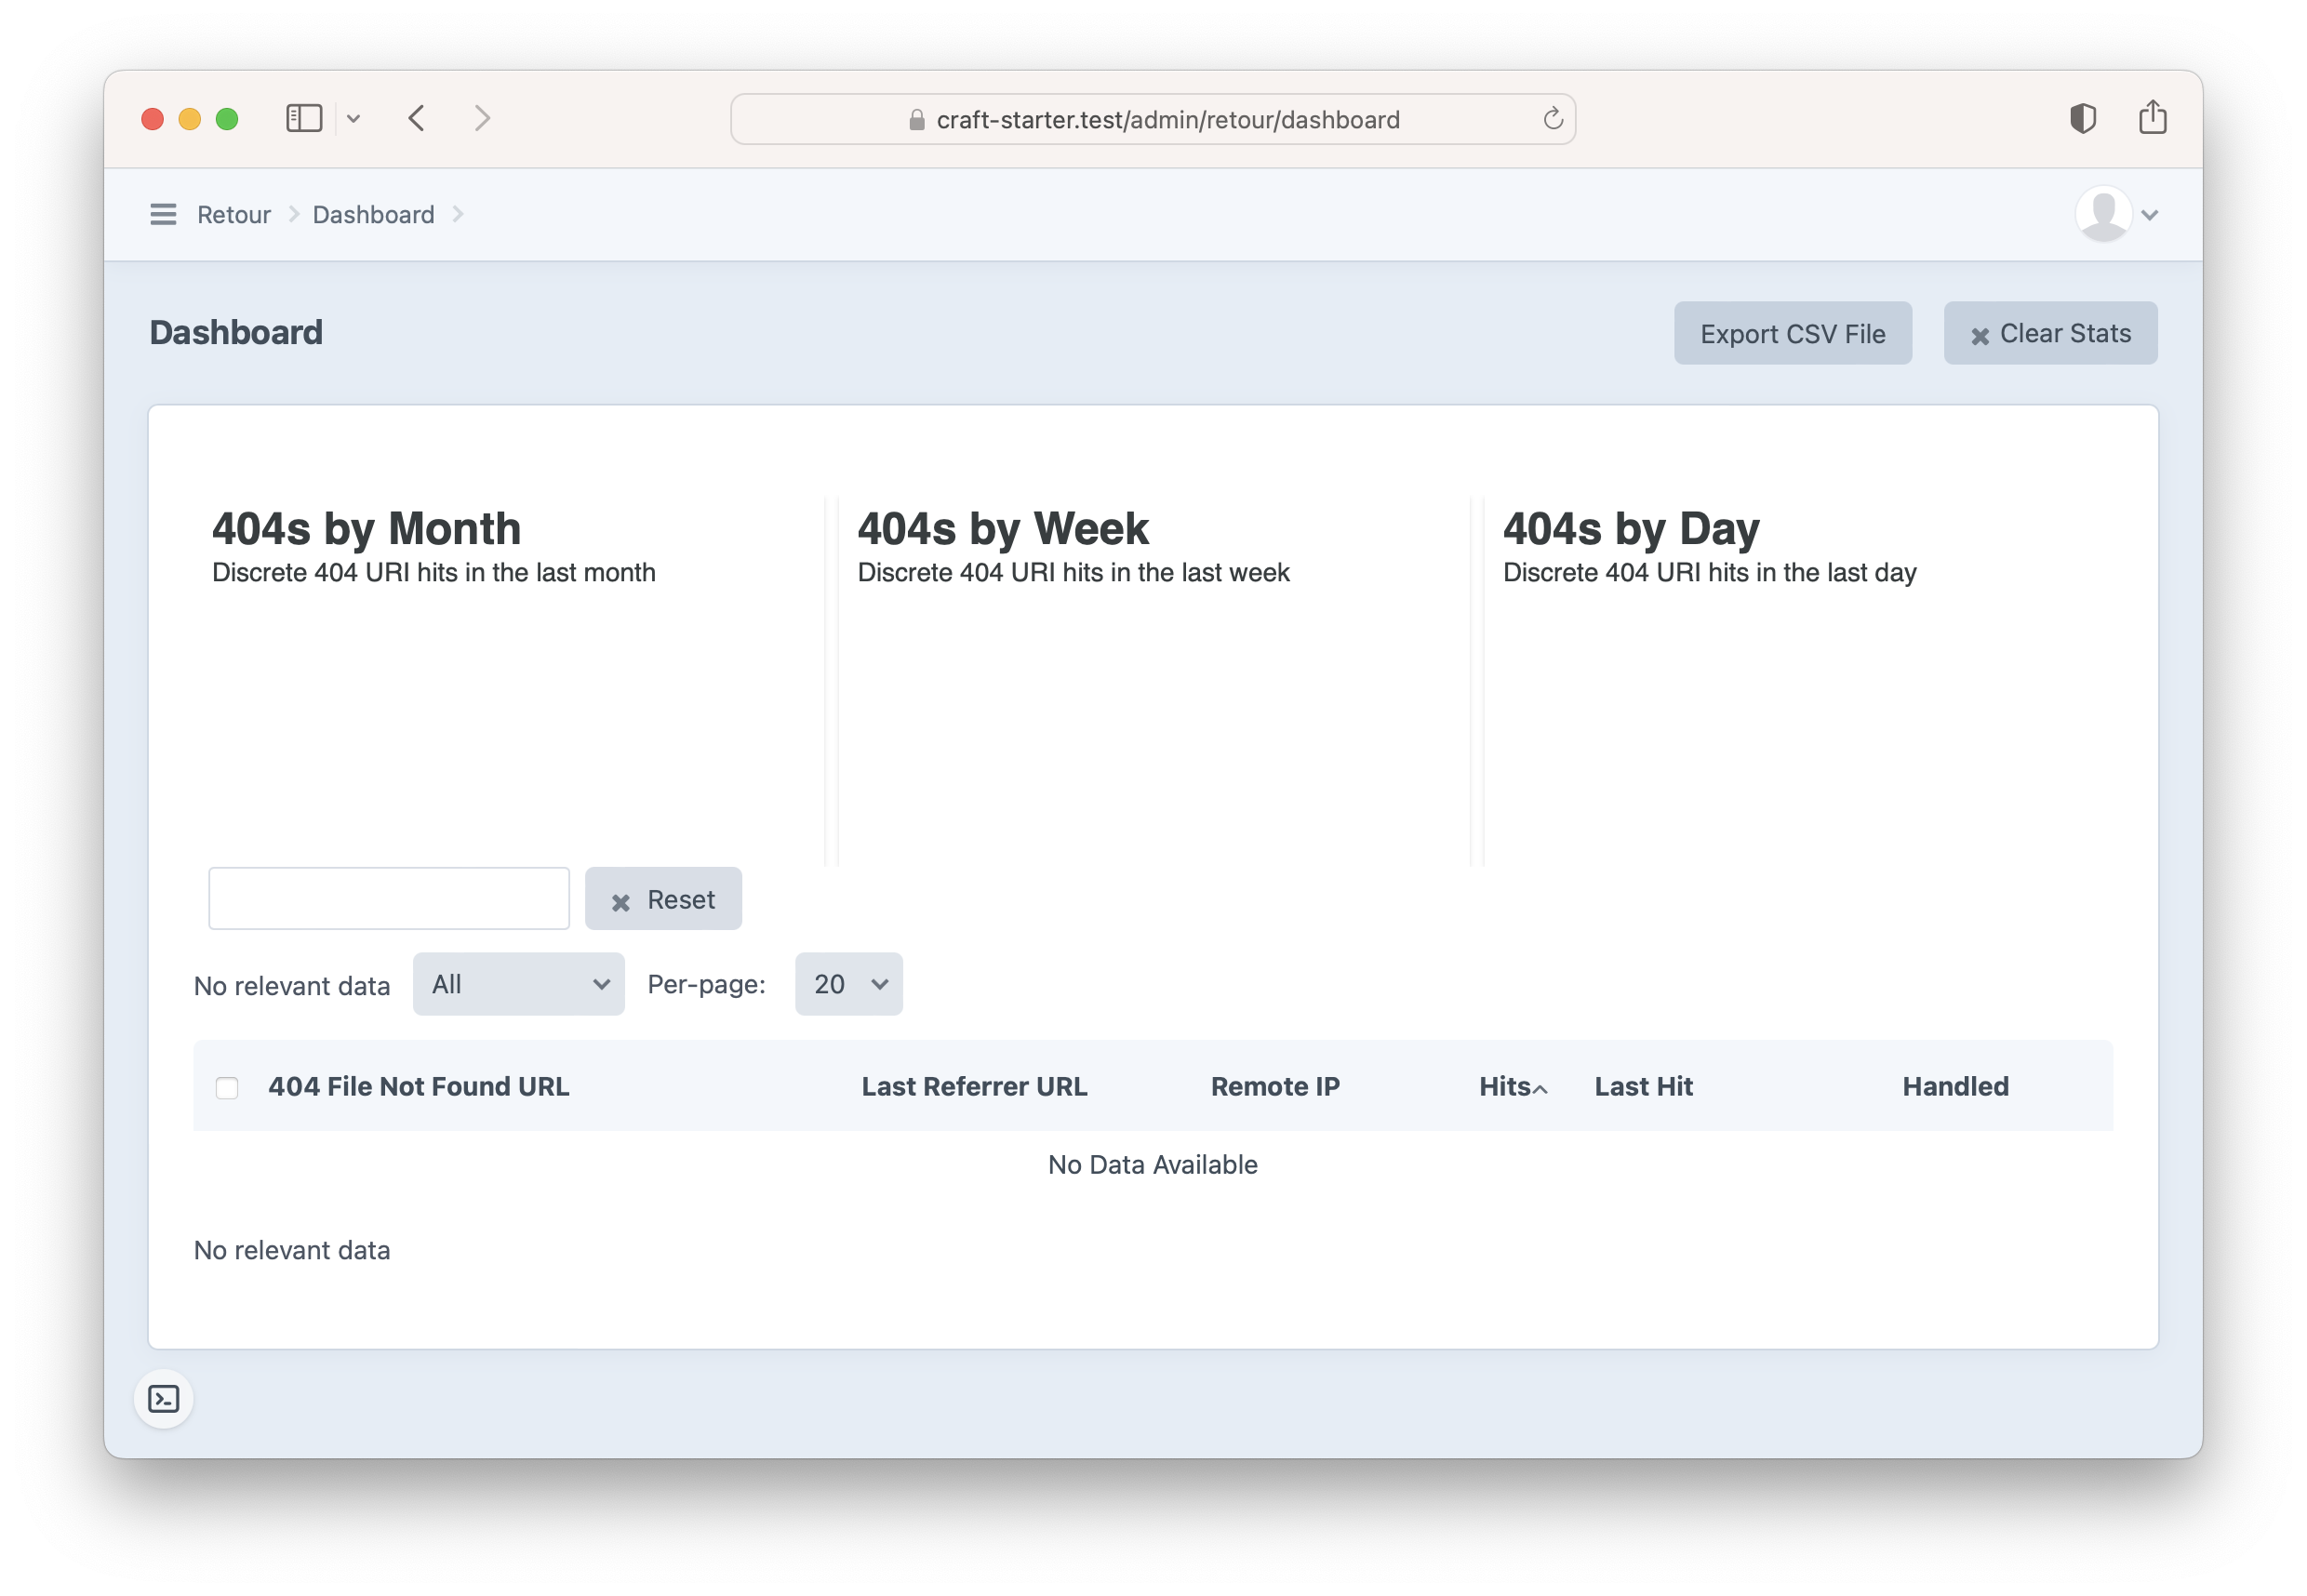 craft-starter.test/admin/retour/dashboard
Retour Dashboard
Dashboard
Export CSV File
Clear Stats
404s by Month
Discrete 404 URI hits in the last month
404s by Week
Discrete 404 URI hits in the last week
404s by Day
Discrete 404 URI hits in the last day
Reset
No relevant data All Per-page: 20
404 File Not Found URL Last Referrer URL Remote IP Hits Last Hit Handled
No Data Available
No relevant data